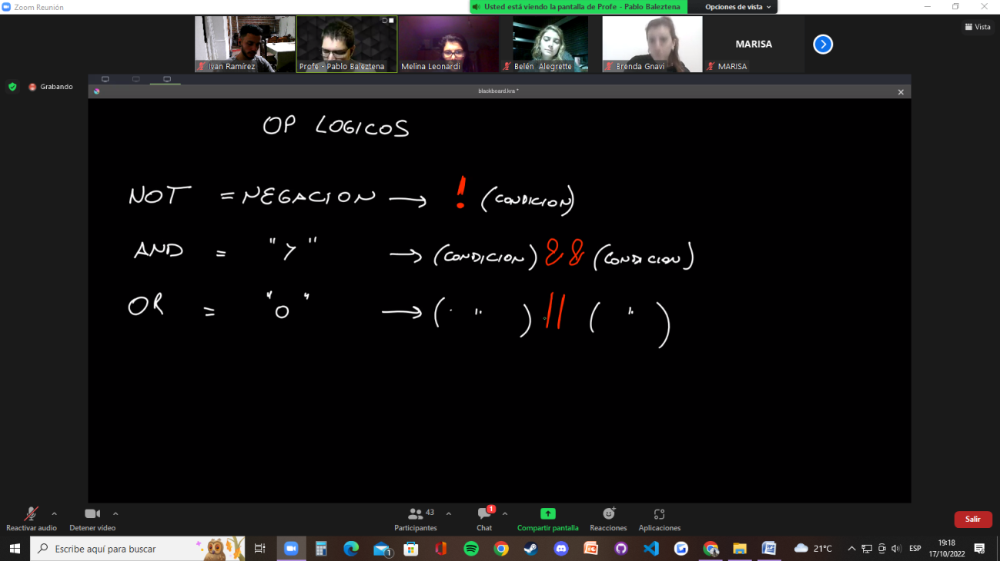 Zoom Reunión
Usted está viendo la pantalla de Profe - Pablo Baleztena
Opciones de vista
Vista
Ivan Ramírez
Profe - Pablo Baleztena
Melina Leonardi
Belén Alegrette
Brenda Gnavi
MARISA
MARISA
Grabando
blackboard.kra *
OP LOGICOS
NOT = NEGACION → ! (CONDICION)
AND = "Y" → (CONDICION) && (CONDICION)
OR = "O" → ( " ) || ( " )
43
1
Reactivar audio
Detener vídeo
Participantes
Chat
Compartir pantalla
Reacciones
Aplicaciones
Salir
Escribe aquí para buscar
1
21°C
ESP
19:18
17/10/2022